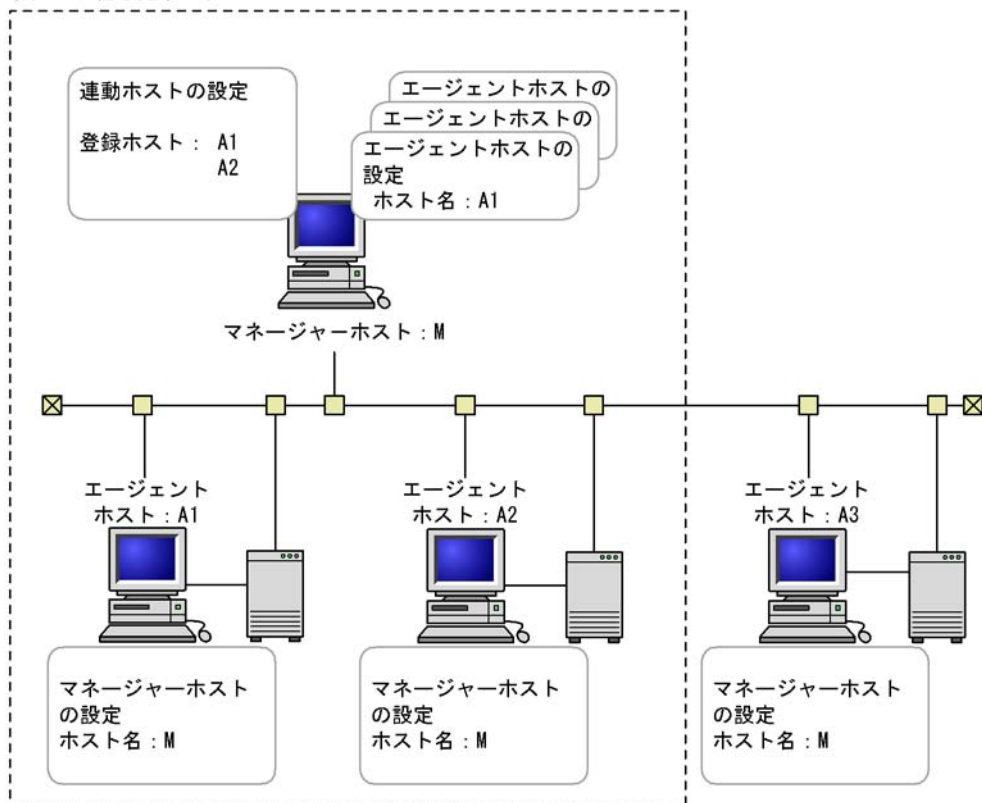 連動ホストの設定
登録ホスト： A1
A2
エージェントホストの
エージェントホストの
エージェントホストの
設定
ホスト名：A1
マネージャーホスト：M
エージェント
ホスト：A1
エージェント
ホスト：A2
エージェント
ホスト：A3
マネージャーホスト
の設定
ホスト名：M
マネージャーホスト
の設定
ホスト名：M
マネージャーホスト
の設定
ホスト名：M